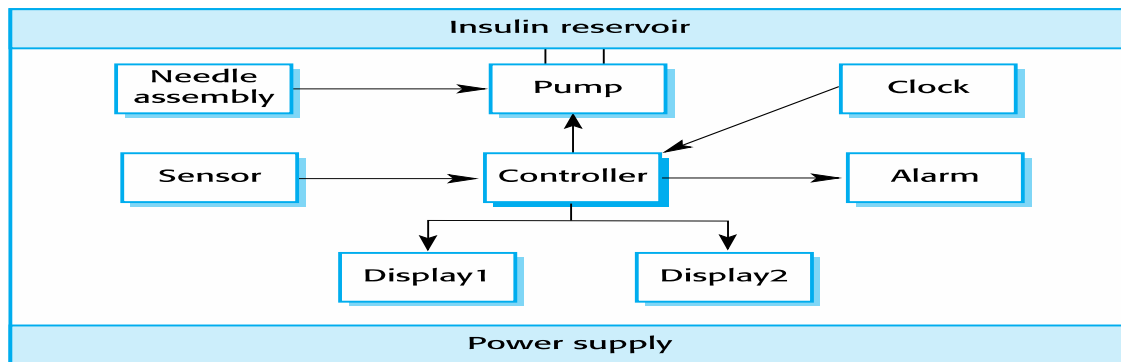 Insulin reservoir
Needle
assembly
Pump
Clock
Sensor
Controller
Alarm
Display1
Display2
Power supply